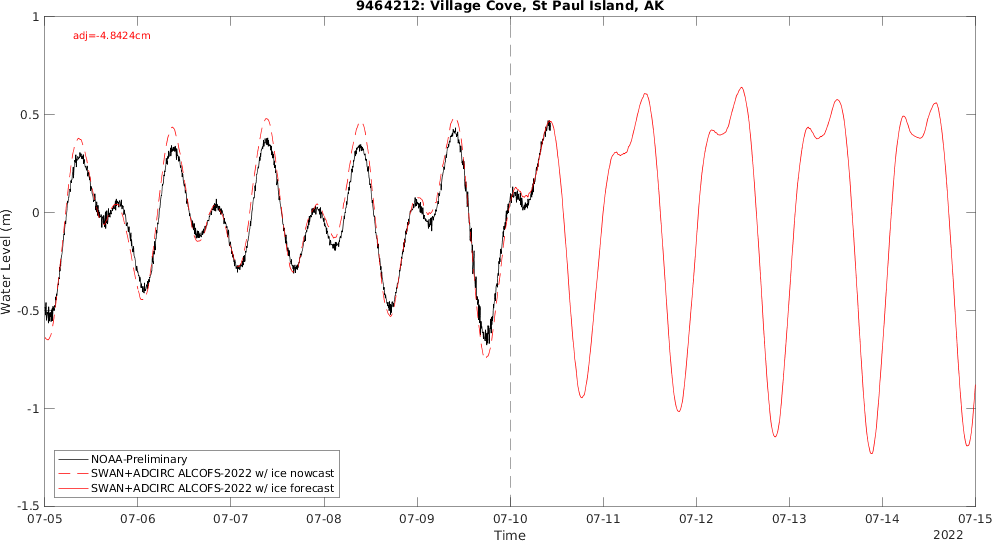 9464212: Village Cove, St Paul Island, AK
adj=-4.8424cm
1
0.5
0
-0.5
-1
-1.5
Water Level (m)
NOAA-Preliminary
SWAN+ADCIRC ALCOFS-2022 w/ ice nowcast
SWAN+ADCIRC ALCOFS-2022 w/ ice forecast
07-05 07-06 07-07 07-08 07-09 07-10 07-11 07-12 07-13 07-14 07-15
Time
2022